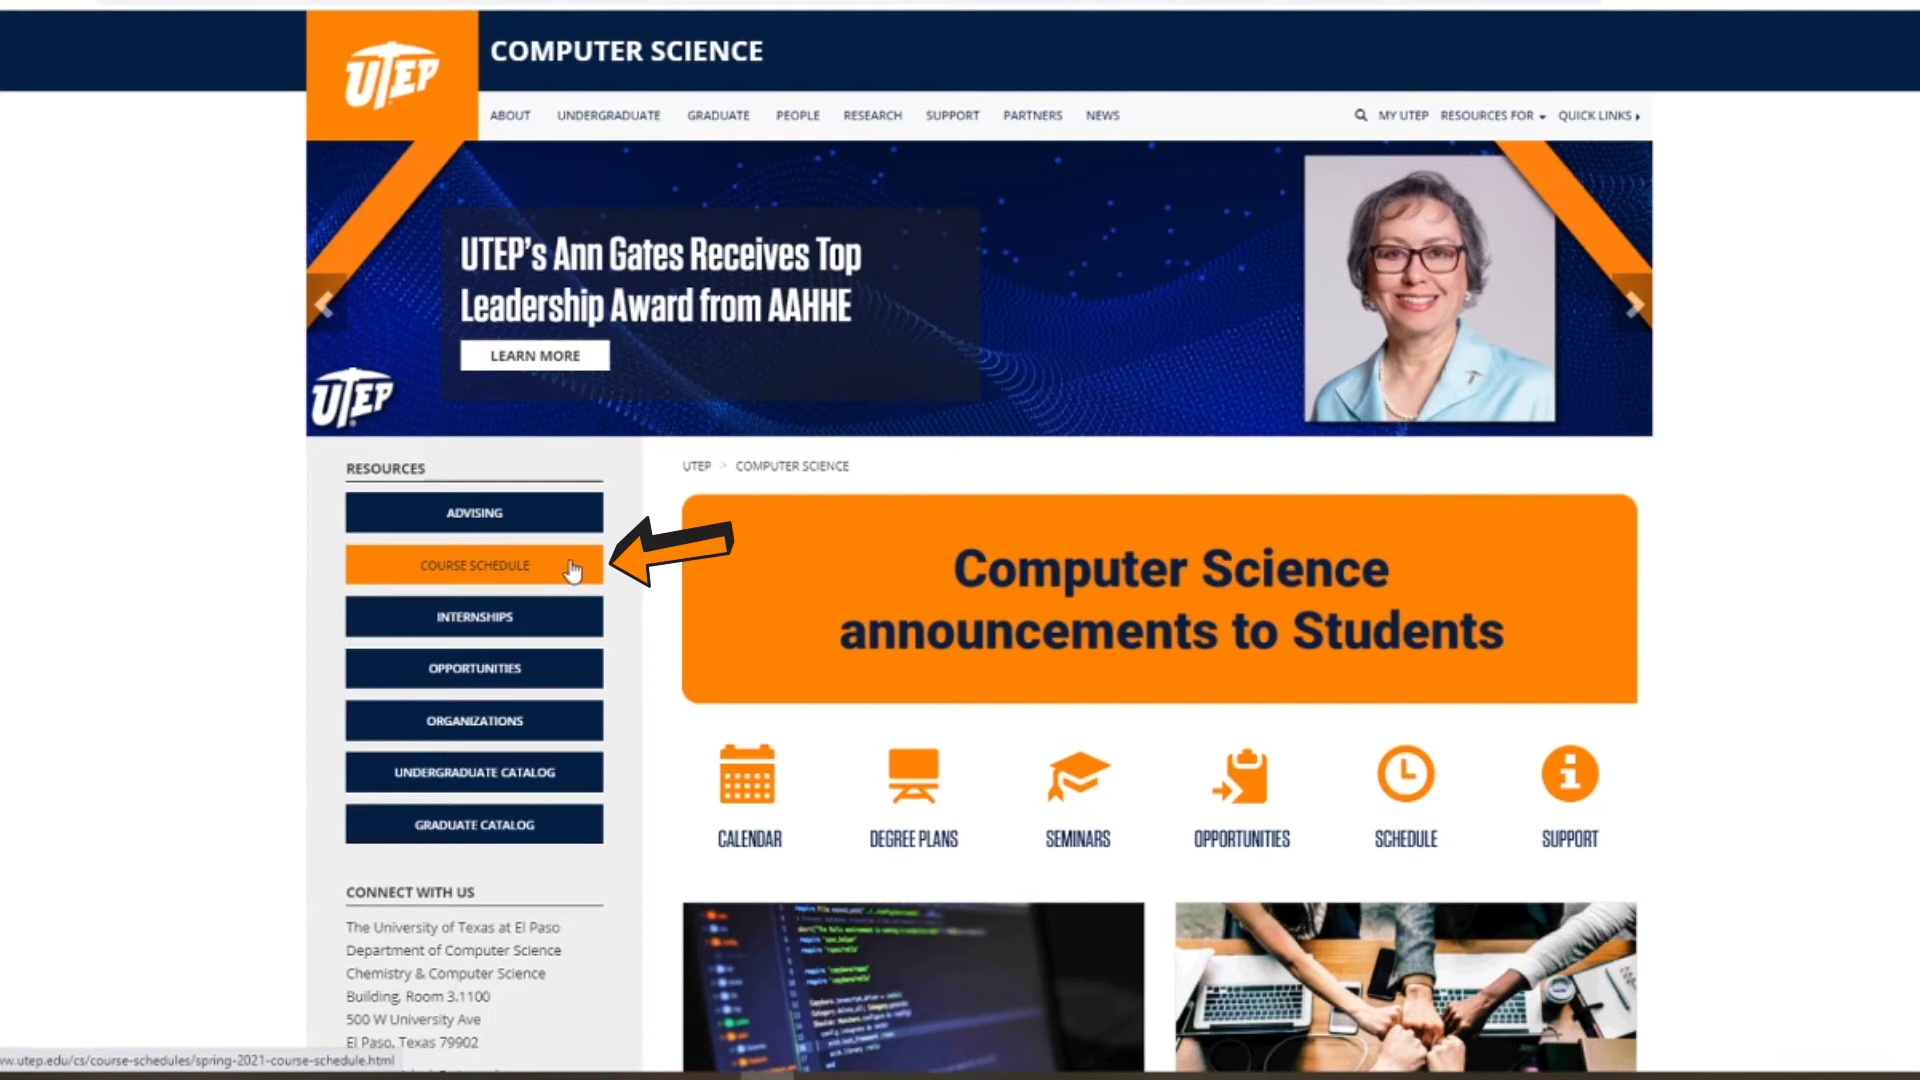 UTEP
COMPUTER SCIENCE
ABOUT UNDERGRADUATE GRADUATE PEOPLE RESEARCH SUPPORT PARTNERS NEWS
MY UTEP RESOURCES FOR QUICK LINKS
UTEP's Ann Gates Receives Top
Leadership Award from AAHHE
LEARN MORE
UTEP
RESOURCES
ADVISING
COURSE SCHEDULE
INTERNSHIPS
OPPORTUNITIES
ORGANIZATIONS
UNDERGRADUATE CATALOG
GRADUATE CATALOG
CONNECT WITH US
The University of Texas at El Paso
Department of Computer Science
Chemistry & Computer Science
Building, Room 3.1100
500 W University Ave
El Paso, Texas 79902
w.utep.edu/cs/course-schedules/spring-2021-course-schedule.html
UTEP > COMPUTER SCIENCE
Computer Science
announcements to Students
CALENDAR
DEGREE PLANS
SEMINARS
OPPORTUNITIES
SCHEDULE
SUPPORT